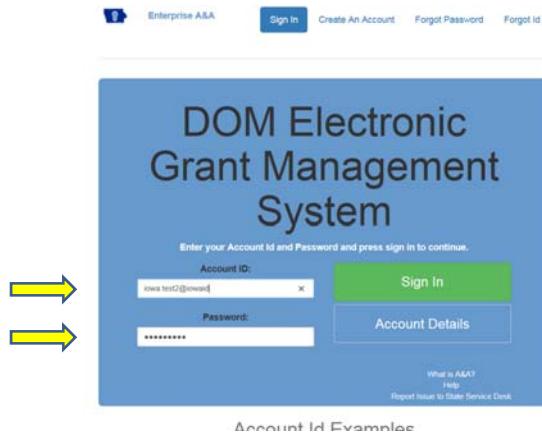 Enterprise A&A
Sign In
Create An Account
Forgot Password
Forgot Id
DOM Electronic
Grant Management
System
Enter your Account Id and Password and press sign in to continue.
Account ID:
iowa.test2@iowaid
×
Sign In
Password:
•••••••••
Account Details
What is A&A?
Help
Report Issue to State Service Desk
Account Id Examples